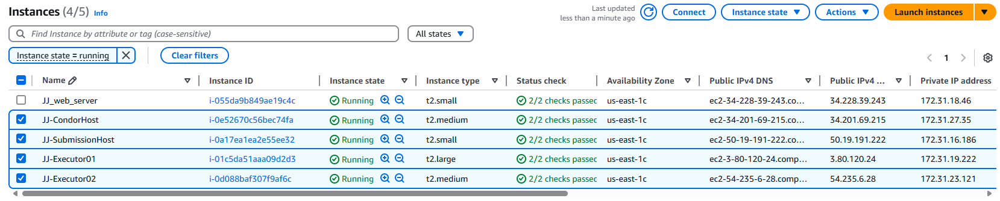 Instances (4/5) Info
Last updated
less than a minute ago
Connect
Instance state
Actions
Launch instances
Find Instance by attribute or tag (case-sensitive)
All states
Instance state = running
Clear filters
1
Name Instance ID Instance state Instance type Status check Availability Zone Public IPv4 DNS Public IPv4 ... Private IP address
JJ_web_server i-055da9b849ae19c4c Running t2.small 2/2 checks passed us-east-1c ec2-34-228-39-243.co... 34.228.39.243 172.31.18.46
JJ-CondorHost i-0e52670c56bec74fa Running t2.medium 2/2 checks passed us-east-1c ec2-34-201-69-215.co... 34.201.69.215 172.31.27.35
JJ-SubmissionHost i-0a17ea1ea2e55ee32 Running t2.small 2/2 checks passed us-east-1c ec2-50-19-191-222.co... 50.19.191.222 172.31.16.186
JJ-Executor01 i-01c5da51aaa09d2d3 Running t2.large 2/2 checks passed us-east-1c ec2-3-80-120-24.comp... 3.80.120.24 172.31.19.222
JJ-Executor02 i-0d088baf307f9af6c Running t2.medium 2/2 checks passed us-east-1c ec2-54-235-6-28.comp... 54.235.6.28 172.31.23.121